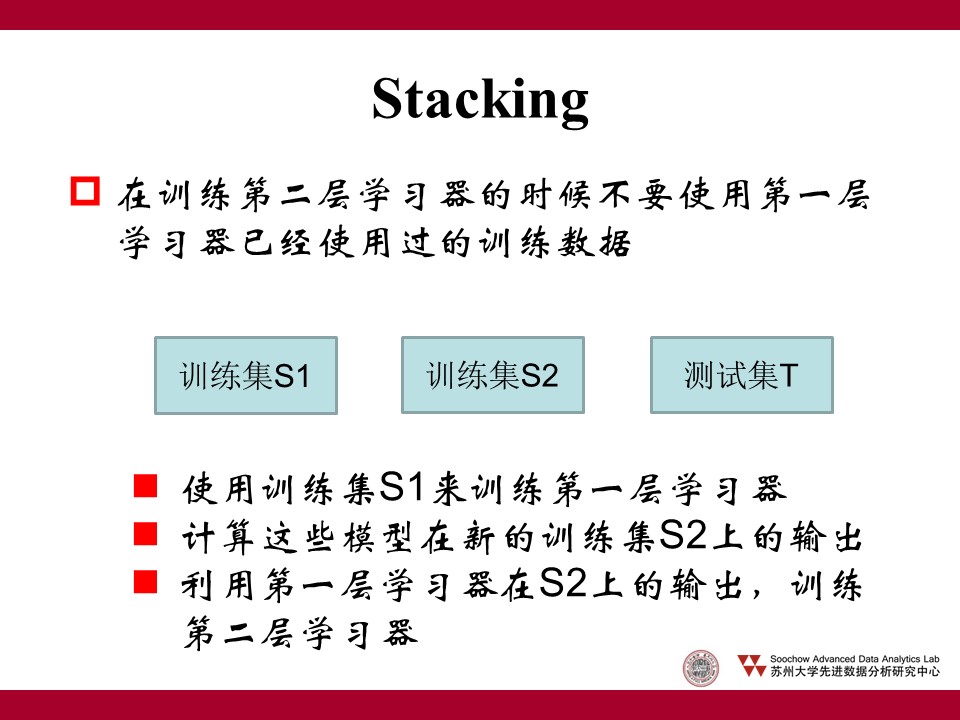 Stacking
在训练第二层学习器的时候不要使用第一层
学习器已经使用过的训练数据
训练集S1
训练集S2
测试集T
使用训练集S1来训练第一层学习器
计算这些模型在新的训练集S2上的输出
利用第一层学习器在S2上的输出，训练
第二层学习器
Soochow Advanced Data Analytics Lab
苏州大学先进数据分析研究中心